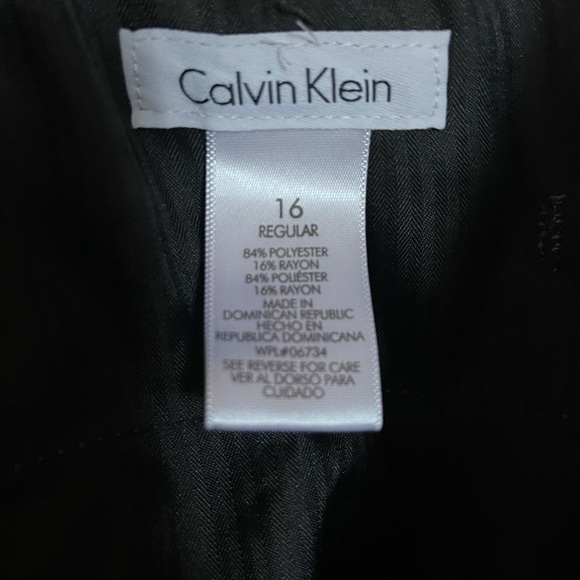 Calvin Klein
16
REGULAR
84% POLYESTER
16% RAYON
84% POLIÉSTER
16% RAYON
MADE IN
DOMINICAN REPUBLIC
HECHO EN
REPUBLICA DOMINICANA
WPL#06734
SEE REVERSE FOR CARE
VER AL DORSO PARA
CUIDADO